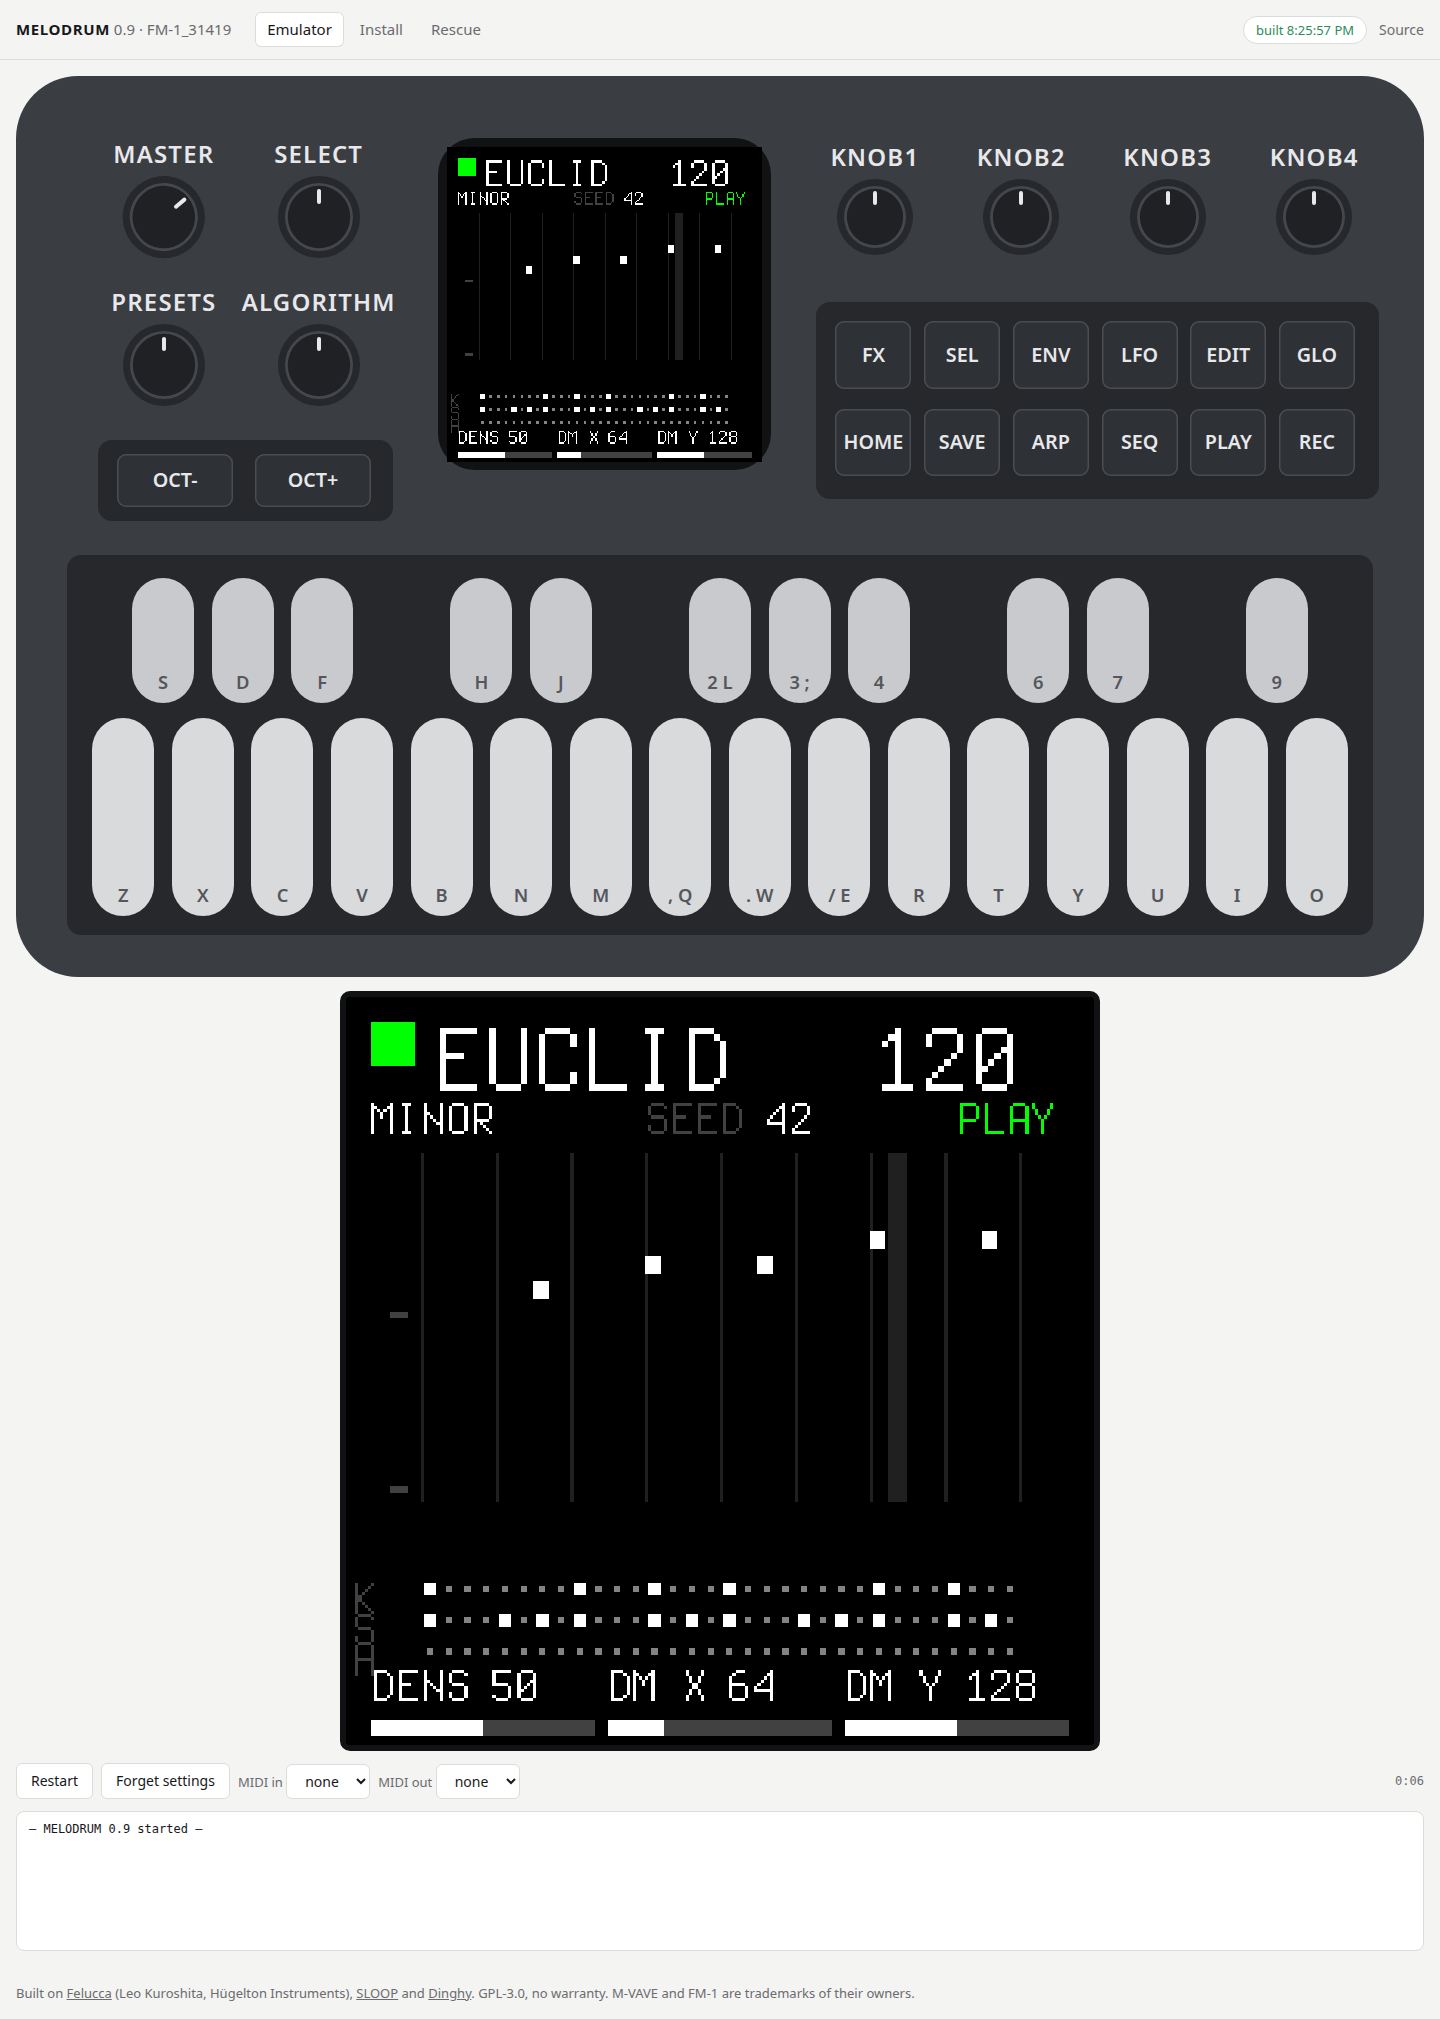 MELODRUM 0.9 · FM-1_31419 Emulator Install Rescue built 8:25:57 PM Source
MASTER SELECT
PRESETS ALGORITHM
OCT- OCT+
EUCLID 120
MINOR SEED 42 PLAY
K
S
A
DENS 50 DM X 64 DM Y 128
KNOB1 KNOB2 KNOB3 KNOB4
FX SEL ENV LFO EDIT GLO
HOME SAVE ARP SEQ PLAY REC
S D F H J 2 L 3 ; 4 6 7 9
Z X C V B N M , Q . W / E R T Y U I O
EUCLID 120
MINOR SEED 42 PLAY
K
S
A
DENS 50 DM X 64 DM Y 128
Restart Forget settings MIDI in none MIDI out none 0:06
— MELODRUM 0.9 started —
Built on Felucca (Leo Kuroshita, Hügelton Instruments), SLOOP and Dinghy. GPL-3.0, no warranty. M-VAVE and FM-1 are trademarks of their owners.